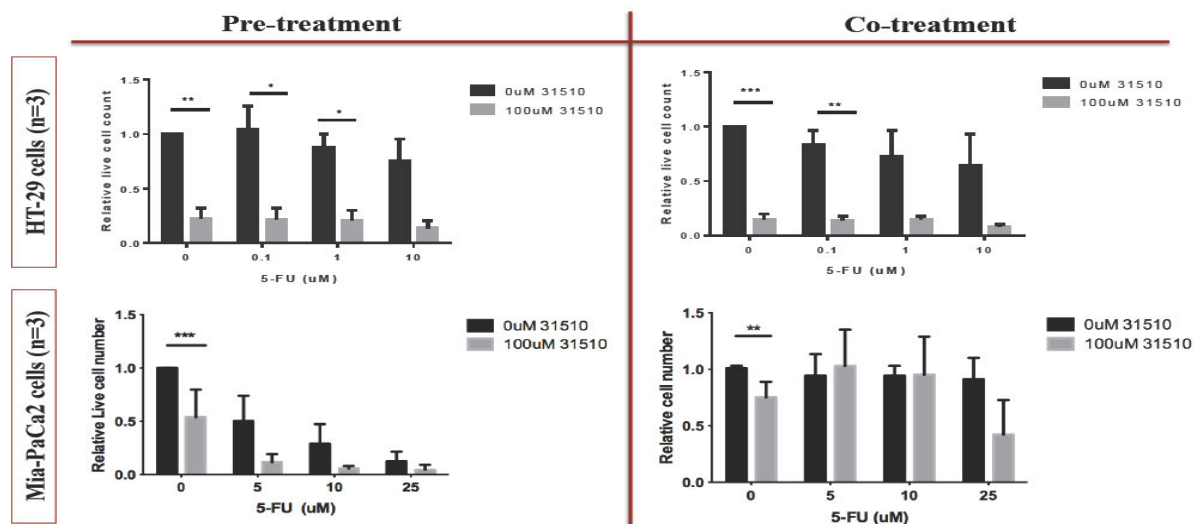 Pre-treatment
Co-treatment
HT-29 cells (n=3)
Relative live cell count
1.5
1.0
0.5
0.0
**
*
*
0uM 31510
100uM 31510
0
0.1
1
10
5-FU (uM)
Relative live cell count
1.5
1.0
0.5
0.0
***
**
0uM 31510
100uM 31510
0
0.1
1
10
5-FU (uM)
Mia-PaCa2 cells (n=3)
Relative Live cell number
1.5
1.0
0.5
0.0
***
0uM 31510
100uM 31510
0
5
10
25
5-FU (uM)
Relative cell number
1.5
1.0
0.5
0.0
**
0uM 31510
100uM 31510
0
5
10
25
5-FU (uM)